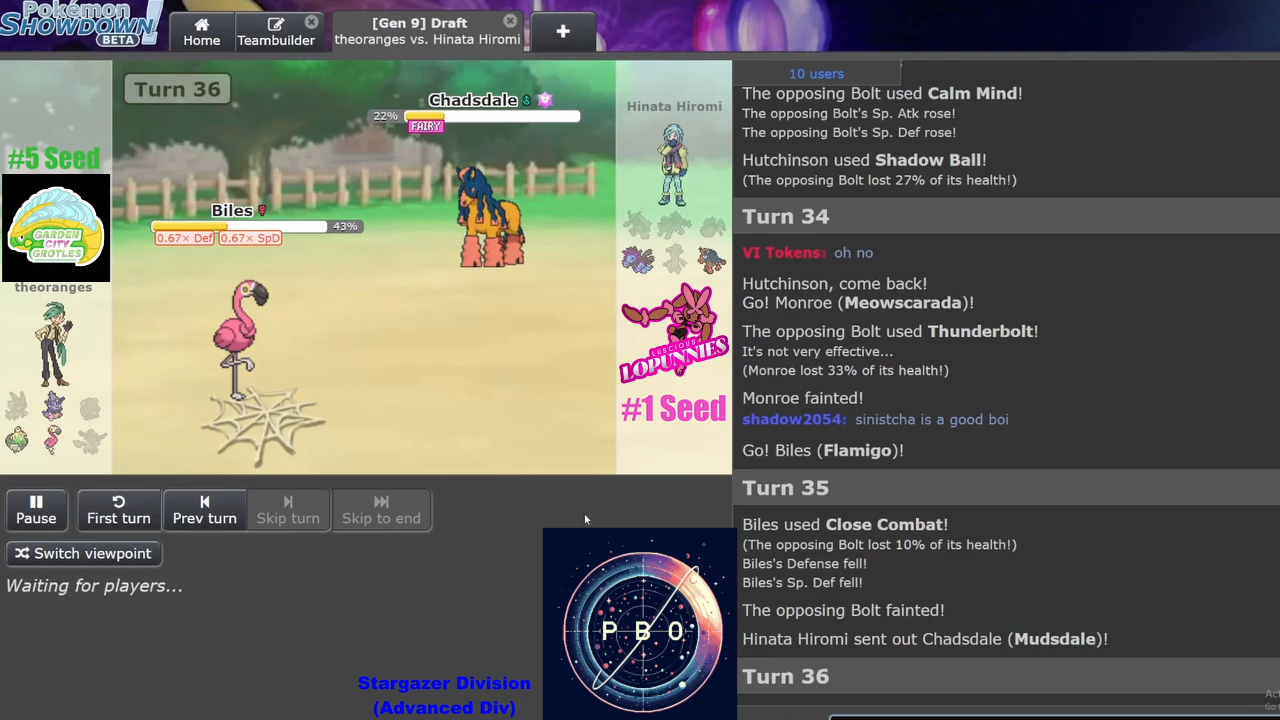 Pokémon
SHOWDOWN!
BETA
Home
Teambuilder
[Gen 9] Draft
theoranges vs. Hinata Hiromi
Turn 36
#5 Seed
GARDEN
CITY
GROTLES
theoranges
Chadsdale
22%
FAIRY
Biles
43%
0.67× Def
0.67× SpD
Hinata Hiromi
LUSCIOUS
LOPUNNIES
#1 Seed
Pause
First turn
Prev turn
Skip turn
Skip to end
Switch viewpoint
Waiting for players...
P B O
Stargazer Division
(Advanced Div)
10 users
The opposing Bolt used Calm Mind!
The opposing Bolt's Sp. Atk rose!
The opposing Bolt's Sp. Def rose!
Hutchinson used Shadow Ball!
(The opposing Bolt lost 27% of its health!)
Turn 34
VI Tokens: oh no
Hutchinson, come back!
Go! Monroe (Meowscarada)!
The opposing Bolt used Thunderbolt!
It's not very effective...
(Monroe lost 33% of its health!)
Monroe fainted!
shadow2054: sinistcha is a good boi
Go! Biles (Flamigo)!
Turn 35
Biles used Close Combat!
(The opposing Bolt lost 10% of its health!)
Biles's Defense fell!
Biles's Sp. Def fell!
The opposing Bolt fainted!
Hinata Hiromi sent out Chadsdale (Mudsdale)!
Turn 36